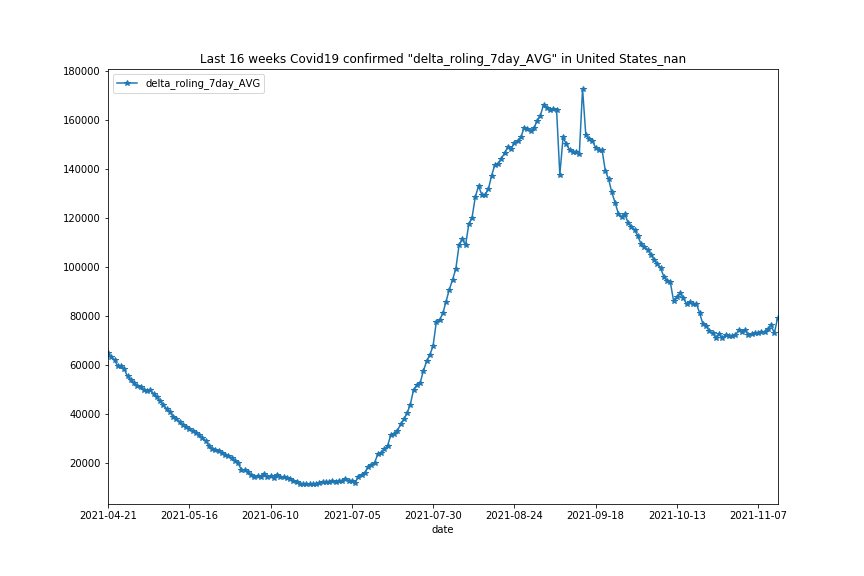 Last 16 weeks Covid19 confirmed "delta_roling_7day_AVG" in United States_nan
180000
delta_roling_7day_AVG
160000
140000
120000
100000
80000
60000
40000
20000
2021-04-21 2021-05-16 2021-06-10 2021-07-05 2021-07-30 2021-08-24 2021-09-18 2021-10-13 2021-11-07
date